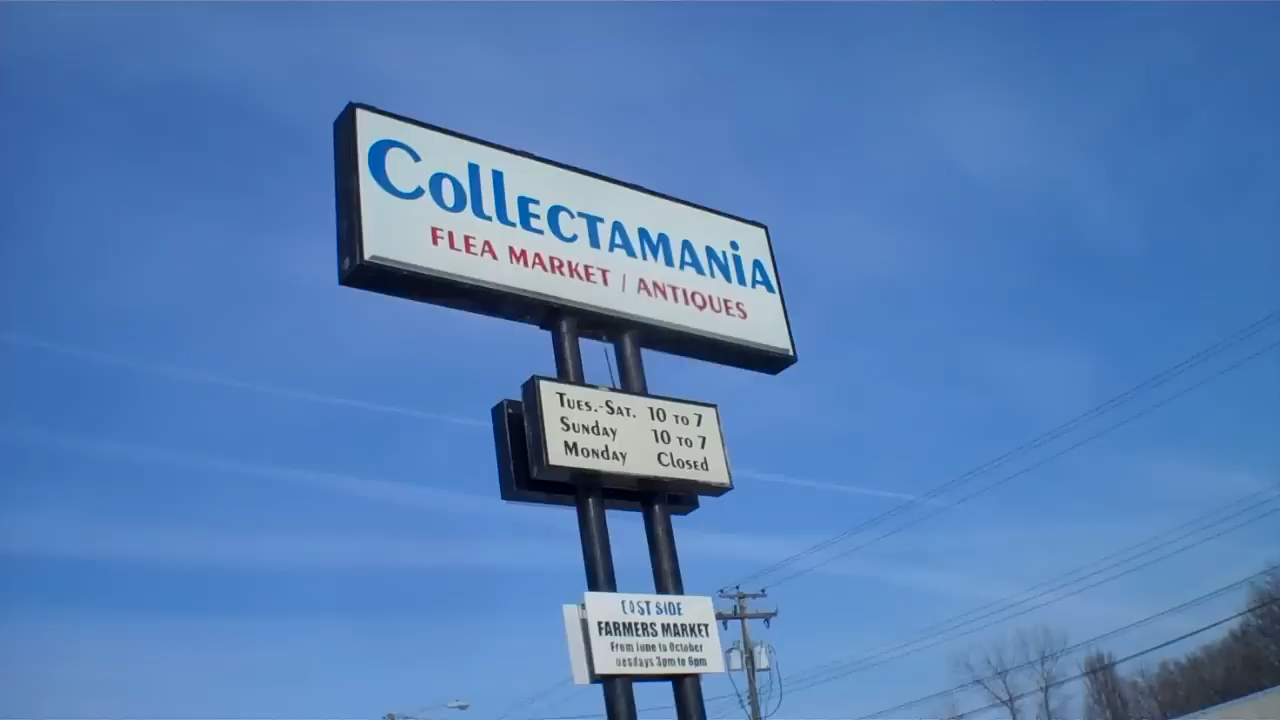 CollECTAMANiA
FLEA MARKET / ANTIQUES
TUES.-SAT. 10 TO 7
SUNDAY 10 TO 7
MONDAY CLOSED
EAST SIDE
FARMERS MARKET
From June to October
uesdays 3pm to 6pm